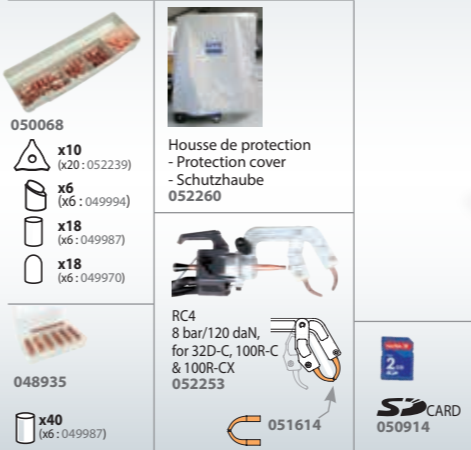 050068
x10
(x20 : 052239)
x6
(x6 : 049994)
x18
(x6 : 049987)
x18
(x6 : 049970)
048935
x40
(x6 : 049987)
Housse de protection
- Protection cover
- Schutzhaube
052260
RC4
8 bar/120 daN,
for 32D-C, 100R-C
& 100R-CX
052253
051614
2
SD CARD
050914